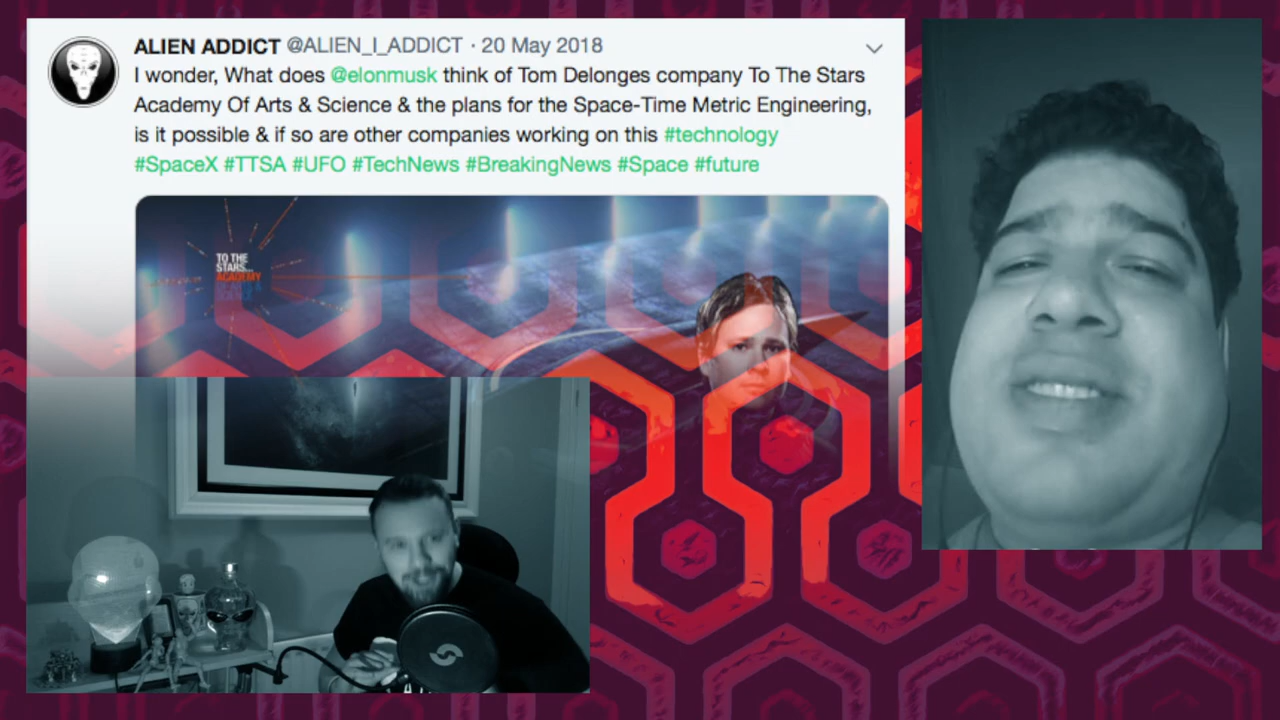 ALIEN ADDICT @ALIEN_I_ADDICT · 20 May 2018
I wonder, What does @elonmusk think of Tom Delonges company To The Stars
Academy Of Arts & Science & the plans for the Space-Time Metric Engineering,
is it possible & if so are other companies working on this #technology
#SpaceX #TTSA #UFO #TechNews #BreakingNews #Space #future
TO THE
STARS...
ACADEMY